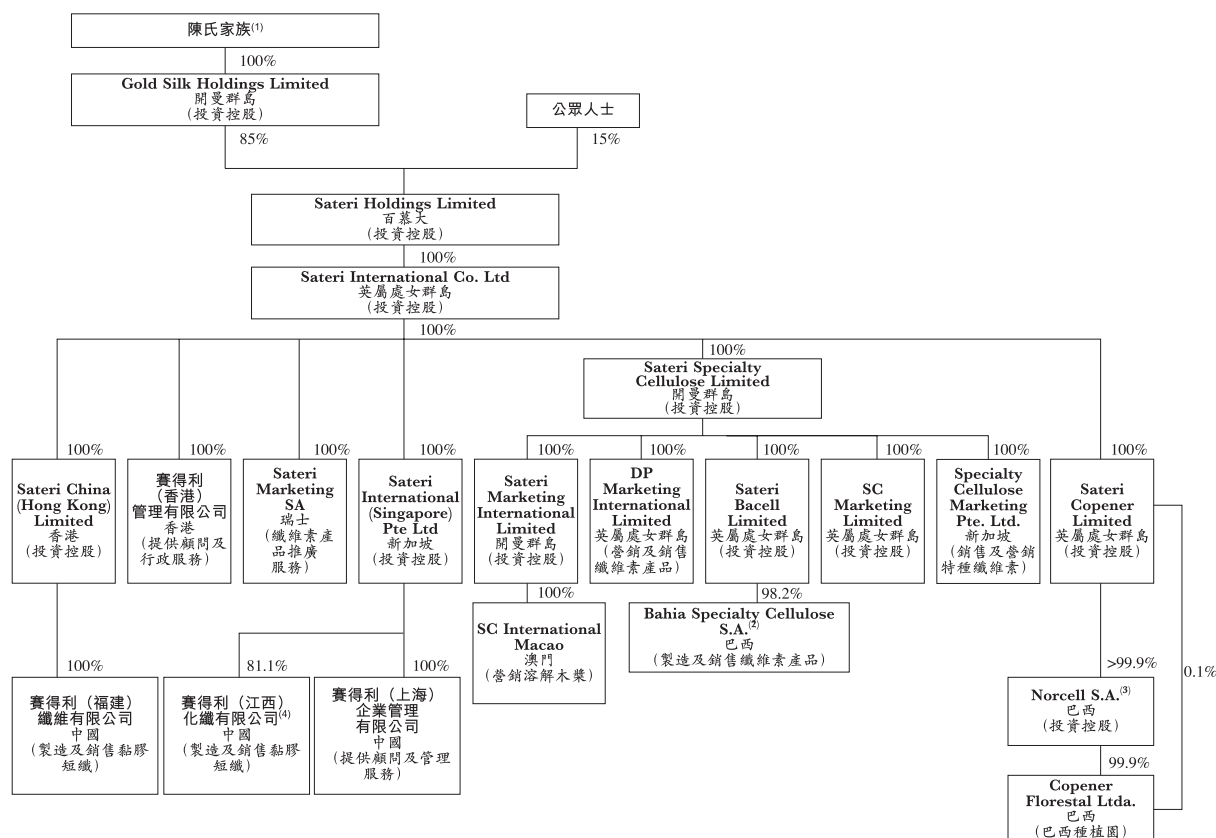 陳氏家族(1)
100%
Gold Silk Holdings Limited
開曼群島
(投資控股)
公眾人士
85%
15%
Sateri Holdings Limited
百慕大
(投資控股)
100%
Sateri International Co. Ltd
英屬處女群島
(投資控股)
100%
100%
Sateri Specialty
Cellulose Limited
開曼群島
(投資控股)
100%
Sateri China
(Hong Kong)
Limited
香港
(投資控股)
100%
賽得利
(香港)
管理有限公司
香港
(提供顧問及
行政服務)
100%
Sateri
Marketing
SA
瑞士
(纖維素產
品推廣
服務)
100%
Sateri
International
(Singapore)
Pte Ltd
新加坡
(投資控股)
100%
Sateri
Marketing
International
Limited
開曼群島
(投資控股)
100%
DP
Marketing
International
Limited
英屬處女群島
(營銷及銷售
纖維素產品)
100%
Sateri
Bacell
Limited
英屬處女群島
(投資控股)
100%
SC
Marketing
Limited
英屬處女群島
(投資控股)
100%
Specialty
Cellulose
Marketing
Pte. Ltd.
新加坡
(銷售及營銷
特種纖維素)
100%
Sateri
Copener
Limited
英屬處女群島
(投資控股)
100%
SC International
Macao
澳門
(營銷溶解木漿)
98.2%
Bahia Specialty Cellulose
S.A.(2)
巴西
(製造及銷售纖維素產品)
100%
賽得利(福建)
纖維有限公司
中國
(製造及銷售黏膠
短纖)
81.1%
賽得利(江西)
化纖有限公司(4)
中國
(製造及銷售黏膠
短纖)
100%
賽得利(上海)
企業管理
有限公司
中國
(提供顧問及管理
服務)
>99.9%
0.1%
Norcell S.A.(3)
巴西
(投資控股)
99.9%
Copener
Florestal Ltda.
巴西
(巴西種植園)